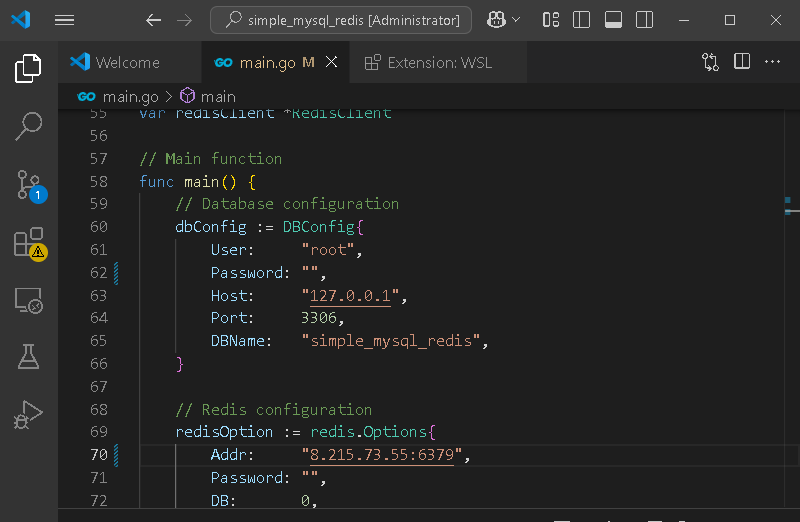 simple_mysql_redis [Administrator]
Welcome
main.go M
Extension: WSL
main.go > main
55 var redisClient *RedisClient
56
57 // Main function
58 func main() {
59 // Database configuration
60 dbConfig := DBConfig{
61 User: "root",
62 Password: "",
63 Host: "127.0.0.1",
64 Port: 3306,
65 DBName: "simple_mysql_redis",
66 }
67
68 // Redis configuration
69 redisOption := redis.Options{
70 Addr: "8.215.73.55:6379",
71 Password: "",
72 DB: 0,
1